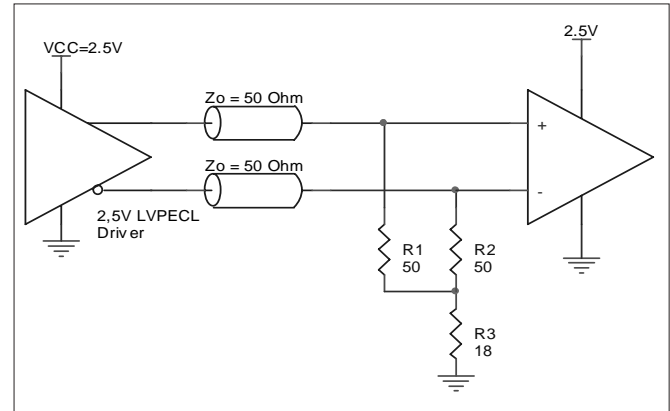 VCC=2.5V
2.5V
Zo = 50 Ohm
+
Zo = 50 Ohm
-
2,5V LVPECL
Driver
R1
50
R2
50
R3
18